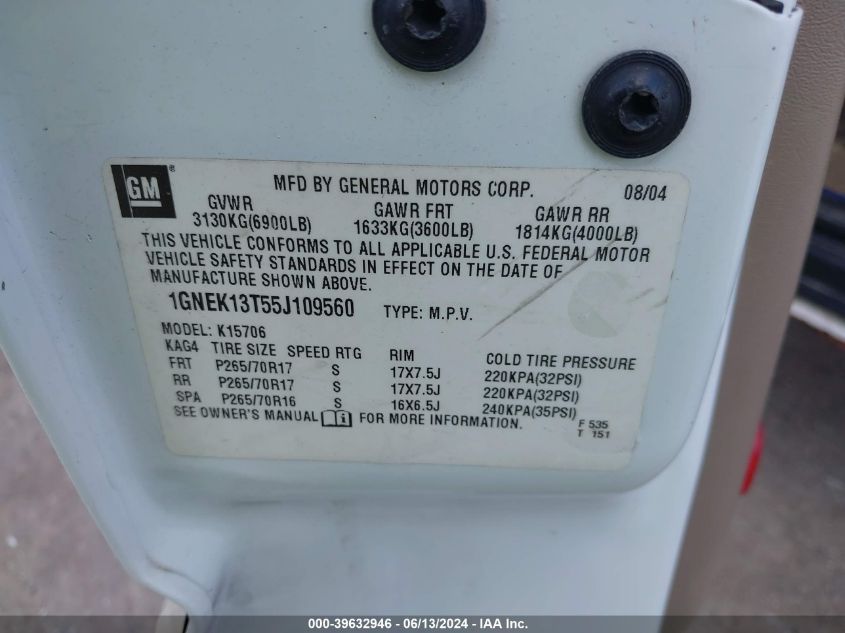 GM®
MFD BY GENERAL MOTORS CORP. 08/04
GVWR GAWR FRT GAWR RR
3130KG(6900LB) 1633KG(3600LB) 1814KG(4000LB)
THIS VEHICLE CONFORMS TO ALL APPLICABLE U.S. FEDERAL MOTOR
VEHICLE SAFETY STANDARDS IN EFFECT ON THE DATE OF
MANUFACTURE SHOWN ABOVE.
1GNEK13T55J109560 TYPE: M.P.V.
MODEL: K15706
KAG4 TIRE SIZE SPEED RTG RIM COLD TIRE PRESSURE
FRT P265/70R17 S 17X7.5J 220KPA(32PSI)
RR P265/70R17 S 17X7.5J 220KPA(32PSI)
SPA P265/70R16 S 16X6.5J 240KPA(35PSI)
SEE OWNER'S MANUAL FOR MORE INFORMATION. F 535
T 151
000-39632946 - 06/13/2024 - IAA Inc.